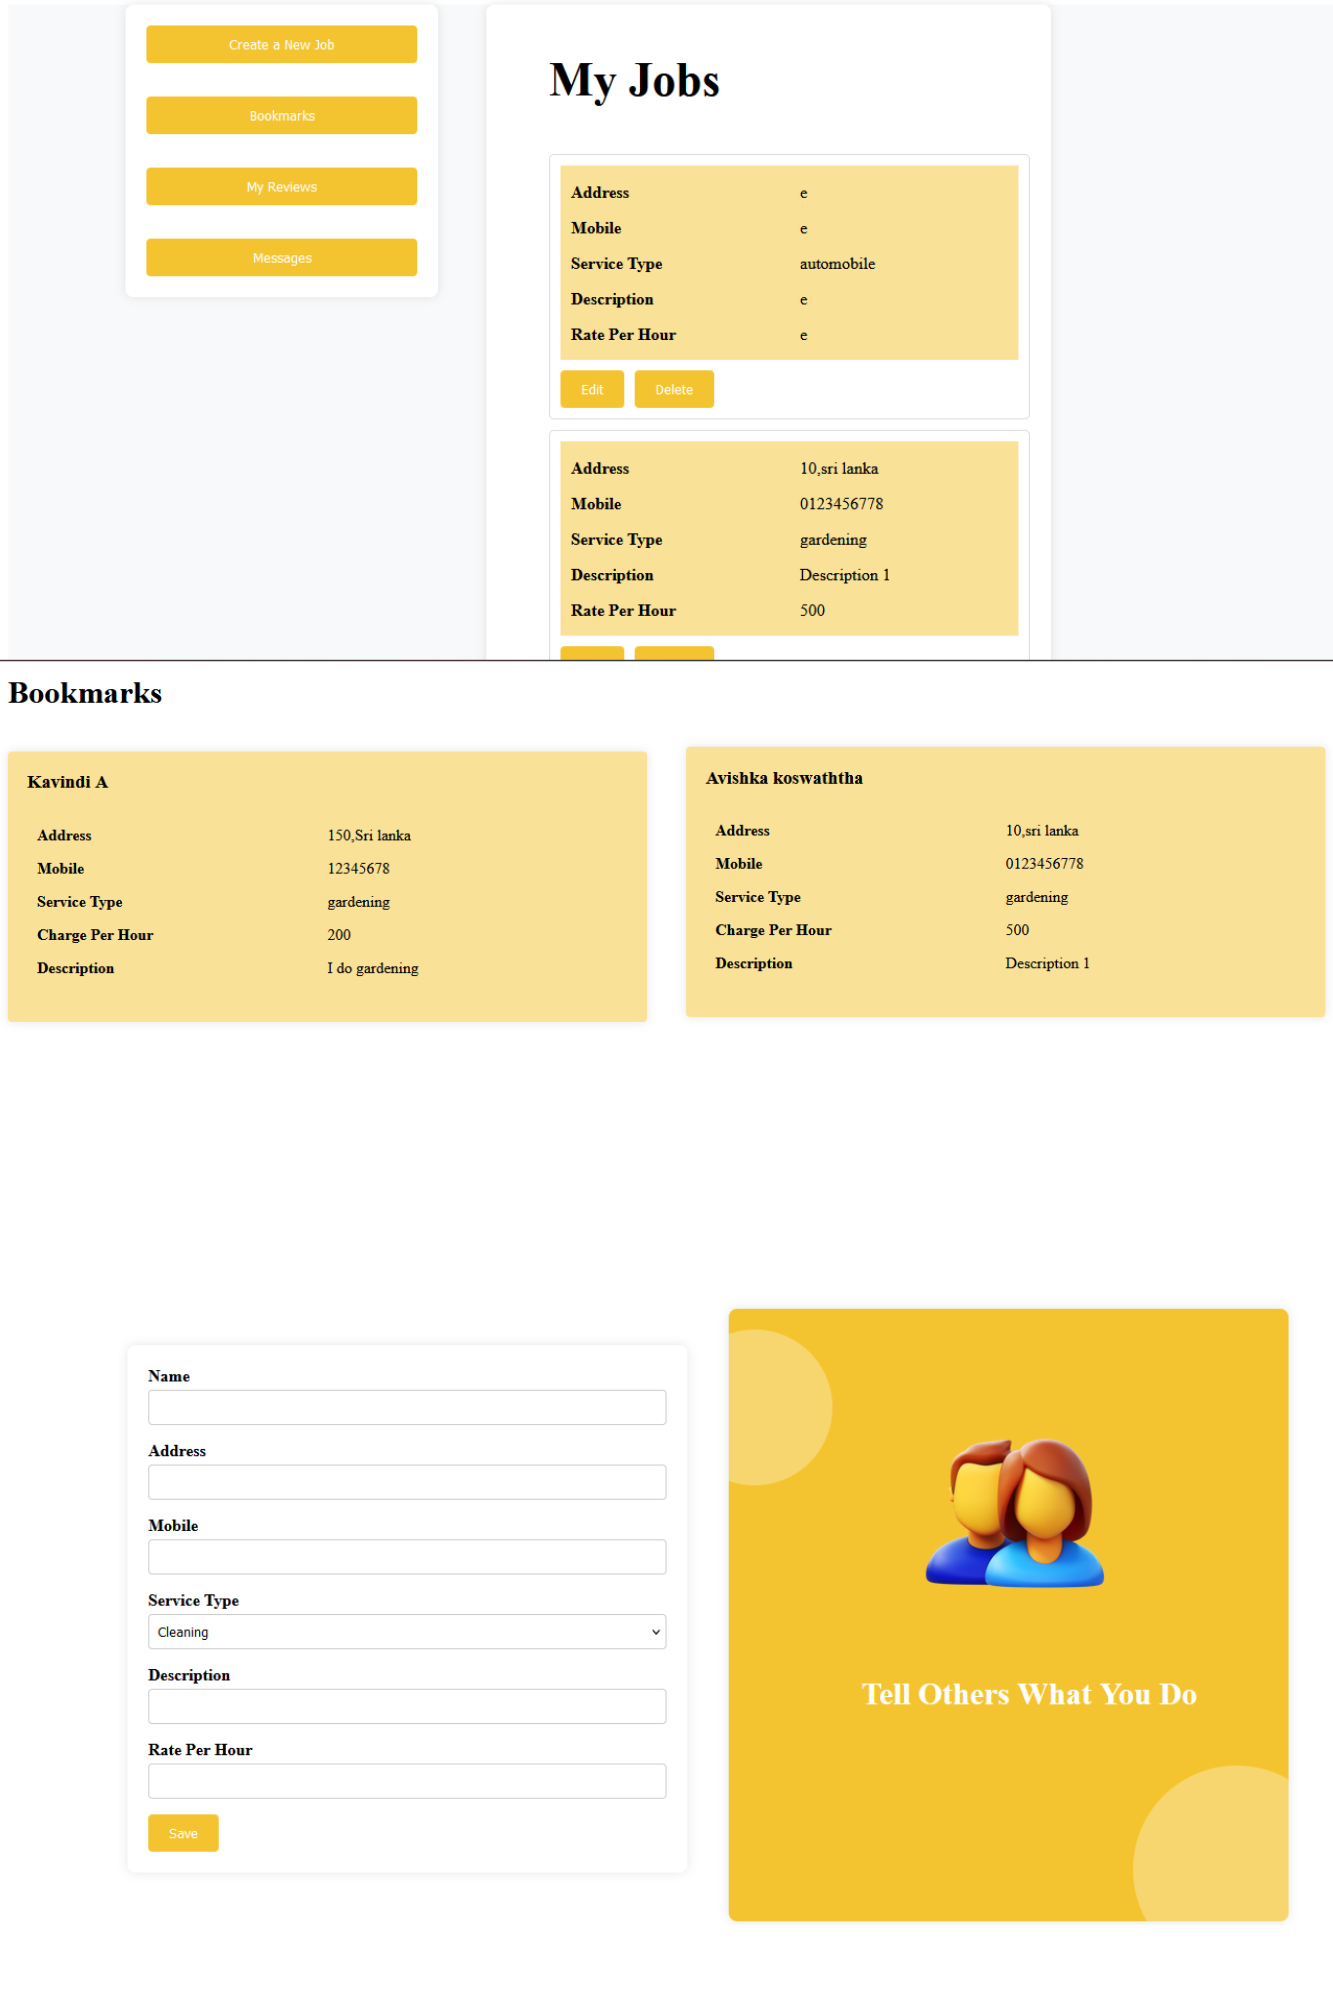 Create a New Job
Bookmarks
My Reviews
Messages
My Jobs
Address e
Mobile e
Service Type automobile
Description e
Rate Per Hour e
Edit Delete
Address 10,sri lanka
Mobile 0123456778
Service Type gardening
Description Description 1
Rate Per Hour 500
Bookmarks
Kavindi A
Address 150,Sri lanka
Mobile 12345678
Service Type gardening
Charge Per Hour 200
Description I do gardening
Avishka koswaththa
Address 10,sri lanka
Mobile 0123456778
Service Type gardening
Charge Per Hour 500
Description Description 1
Name
Address
Mobile
Service Type
Cleaning
Description
Rate Per Hour
Save
Tell Others What You Do